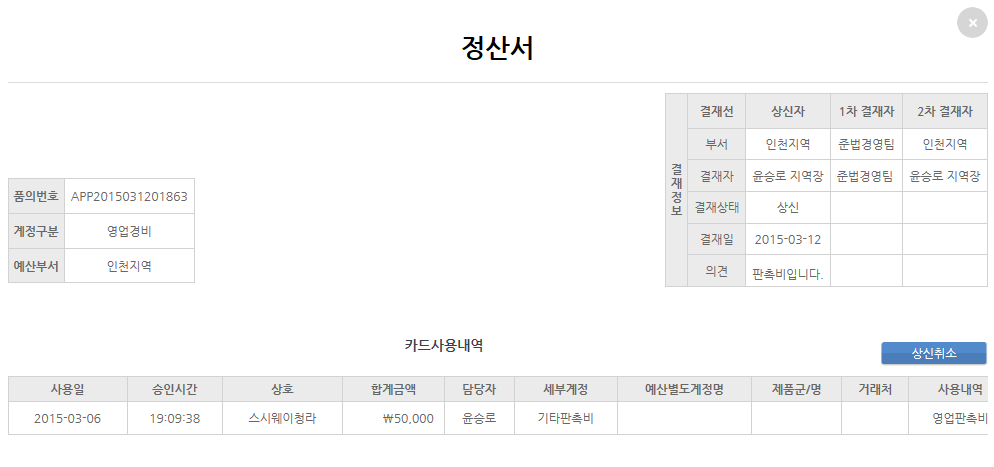 정산서
결재정보
결재선 상신자 1차 결재자 2차 결재자
부서 인천지역 준법경영팀 인천지역
결재자 윤승로 지역장 준법경영팀 윤승로 지역장
결재상태 상신
결재일 2015-03-12
의견 판촉비입니다.
품의번호 APP2015031201863
계정구분 영업경비
예산부서 인천지역
카드사용내역
상신취소
사용일 승인시간 상호 합계금액 담당자 세부계정 예산별도계정명 제품군/명 거래처 사용내역
2015-03-06 19:09:38 스시웨이청라 ₩50,000 윤승로 기타판촉비 영업판촉비